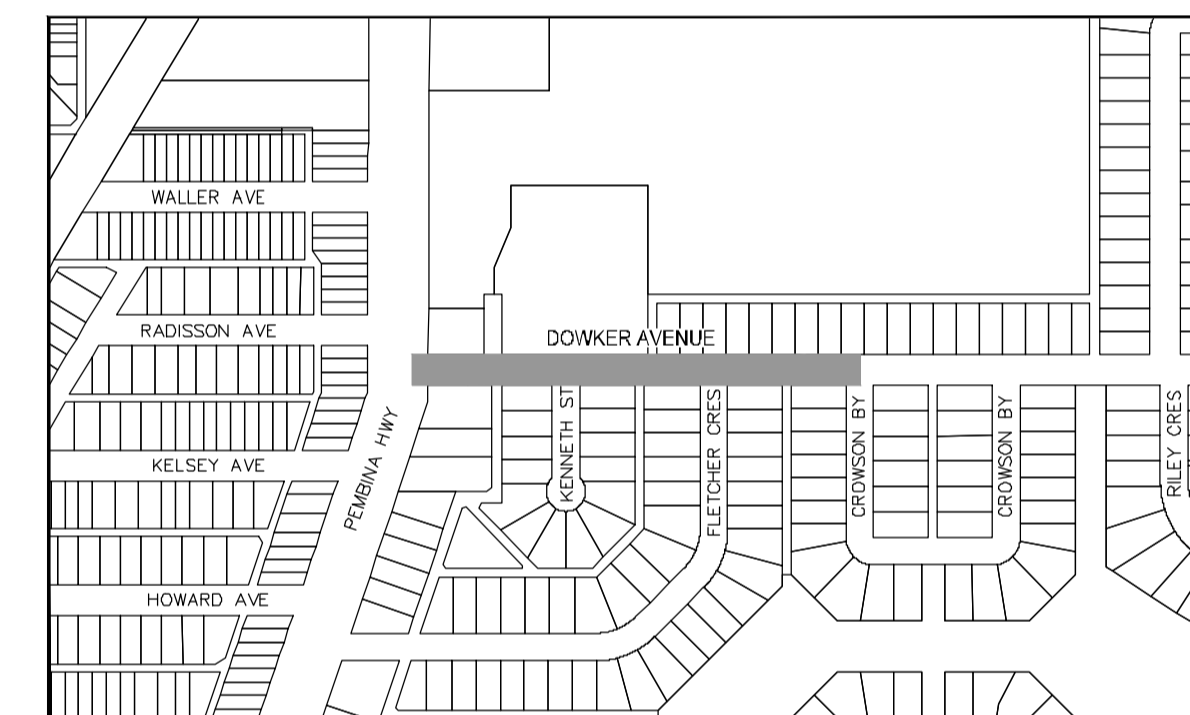 WALLER AVE
RADISSON AVE
DOWKER AVENUE
KELSEY AVE
PEMBINA HWY
KENNETH ST
FLETCHER CRES
CROWSON BY
CROWSON BY
RILEY CRES
HOWARD AVE